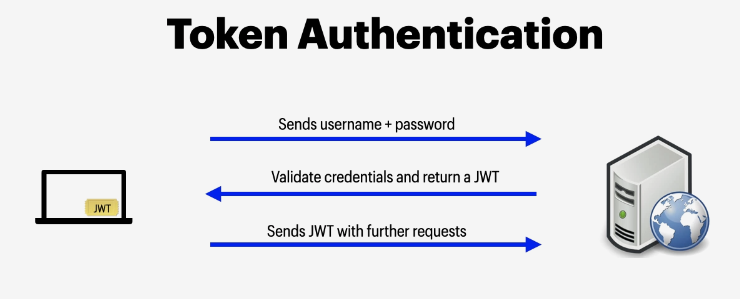 Token Authentication
Sends username + password
Validate credentials and return a JWT
JWT
Sends JWT with further requests